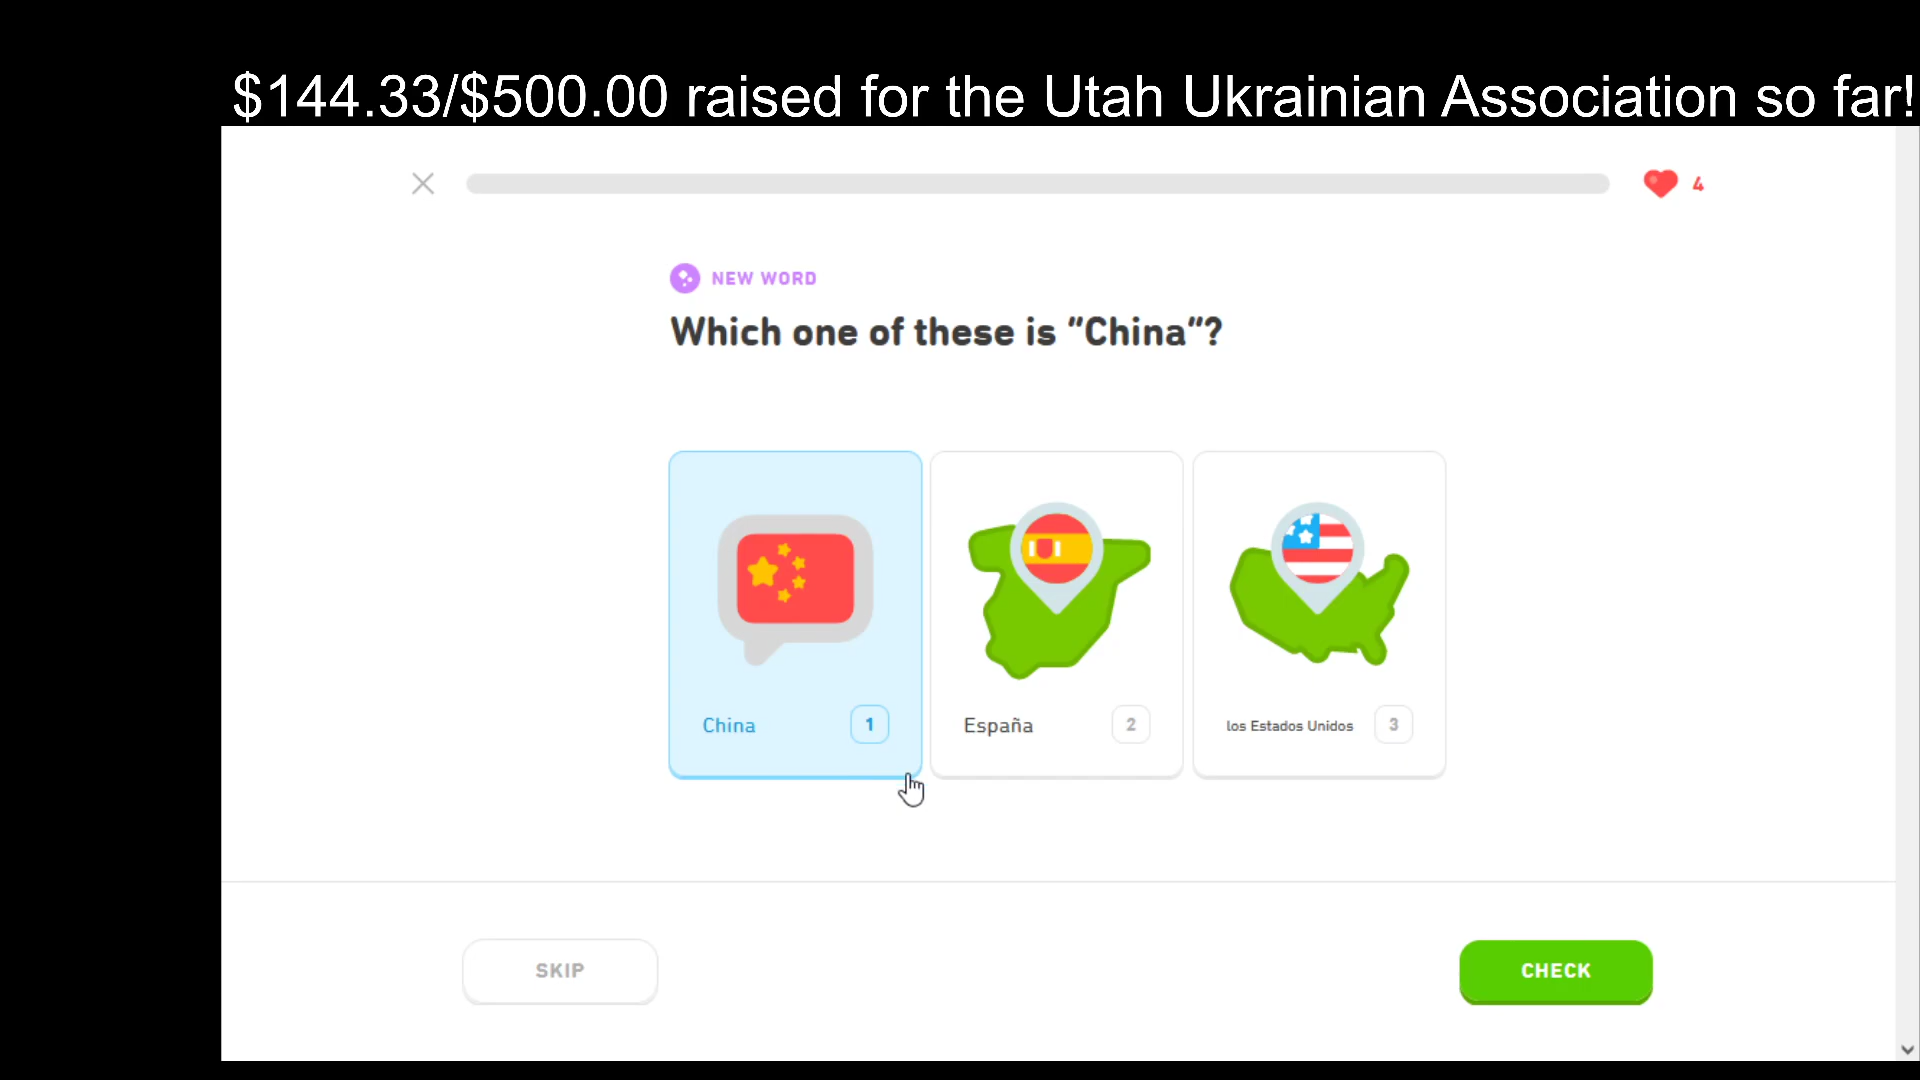 $144.33/$500.00 raised for the Utah Ukrainian Association so far!
4
NEW WORD
Which one of these is "China"?
China 1
España 2
los Estados Unidos 3
SKIP
CHECK